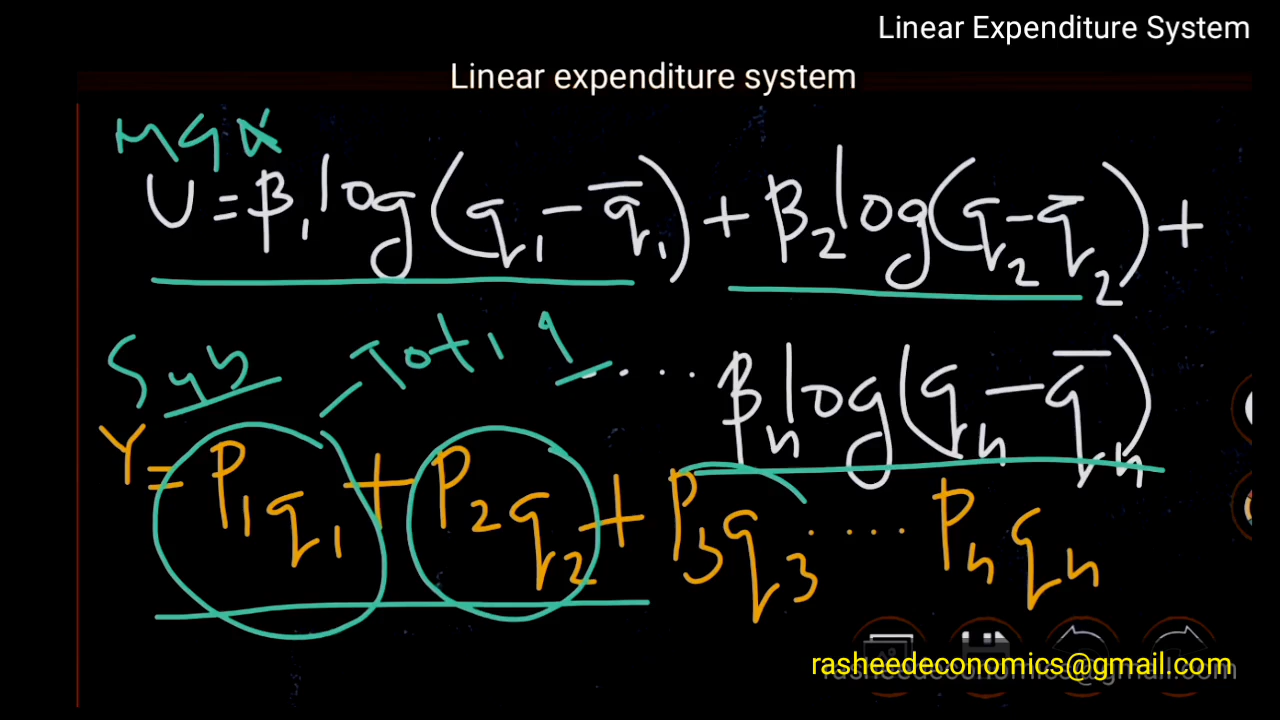 Linear Expenditure System
Linear expenditure system
Max
U = β₁ log(q₁ − q̄₁) + β₂ log(q₂ − q̄₂) +
..... βₙ log(qₙ − q̄ₙ)
Sub
Y = P₁q₁ + P₂q₂ + P₃q₃ ..... Pₙqₙ
rasheedeconomics@gmail.com